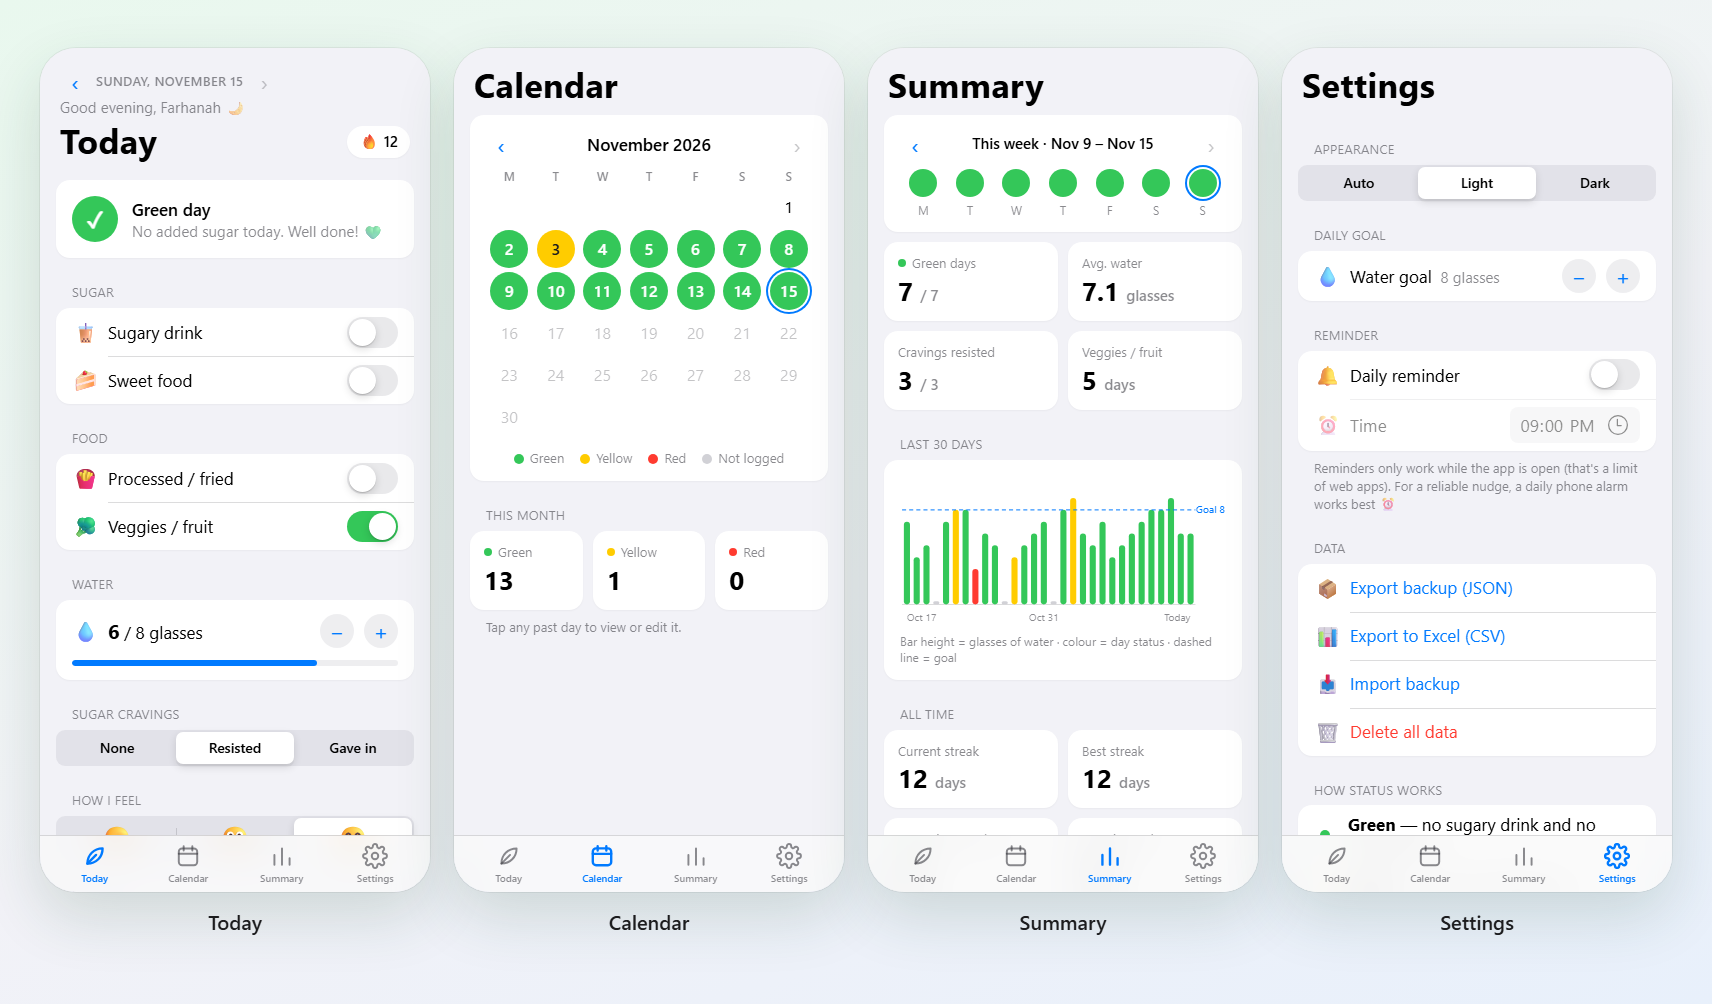 SUNDAY, NOVEMBER 15
Good evening, Farhanah
Today
12
Green day
No added sugar today. Well done!
SUGAR
Sugary drink
Sweet food
FOOD
Processed / fried
Veggies / fruit
WATER
6 / 8 glasses
SUGAR CRAVINGS
None Resisted Gave in
HOW I FEEL
Today Calendar Summary Settings
Today
Calendar
November 2026
M T W T F S S
1
2 3 4 5 6 7 8
9 10 11 12 13 14 15
16 17 18 19 20 21 22
23 24 25 26 27 28 29
30
Green Yellow Red Not logged
THIS MONTH
Green Yellow Red
13 1 0
Tap any past day to view or edit it.
Today Calendar Summary Settings
Calendar
Summary
This week · Nov 9 – Nov 15
M T W T F S S
Green days
7 / 7
Avg. water
7.1 glasses
Cravings resisted
3 / 3
Veggies / fruit
5 days
LAST 30 DAYS
Goal 8
Oct 17 Oct 31 Today
Bar height = glasses of water · colour = day status · dashed
line = goal
ALL TIME
Current streak
12 days
Best streak
12 days
Today Calendar Summary Settings
Summary
Settings
APPEARANCE
Auto Light Dark
DAILY GOAL
Water goal 8 glasses
REMINDER
Daily reminder
Time 09:00 PM
Reminders only work while the app is open (that's a limit
of web apps). For a reliable nudge, a daily phone alarm
works best
DATA
Export backup (JSON)
Export to Excel (CSV)
Import backup
Delete all data
HOW STATUS WORKS
Green — no sugary drink and no
Today Calendar Summary Settings
Settings